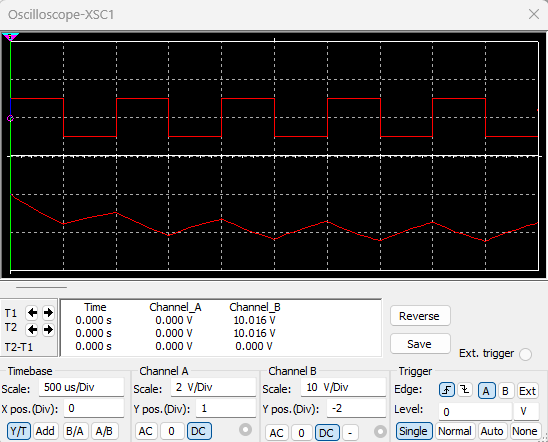 Oscilloscope-XSC1
Time Channel_A Channel_B
T1 0.000 s 0.000 V 10.016 V
T2 0.000 s 0.000 V 10.016 V
T2-T1 0.000 s 0.000 V 0.000 V
Reverse
Save
Ext. trigger
Timebase Channel A Channel B Trigger
Scale: 500 us/Div Scale: 2 V/Div Scale: 10 V/Div Edge: A B Ext
X pos.(Div): 0 Y pos.(Div): 1 Y pos.(Div): -2 Level: 0 V
Y/T Add B/A A/B AC 0 DC AC 0 DC - Single Normal Auto None